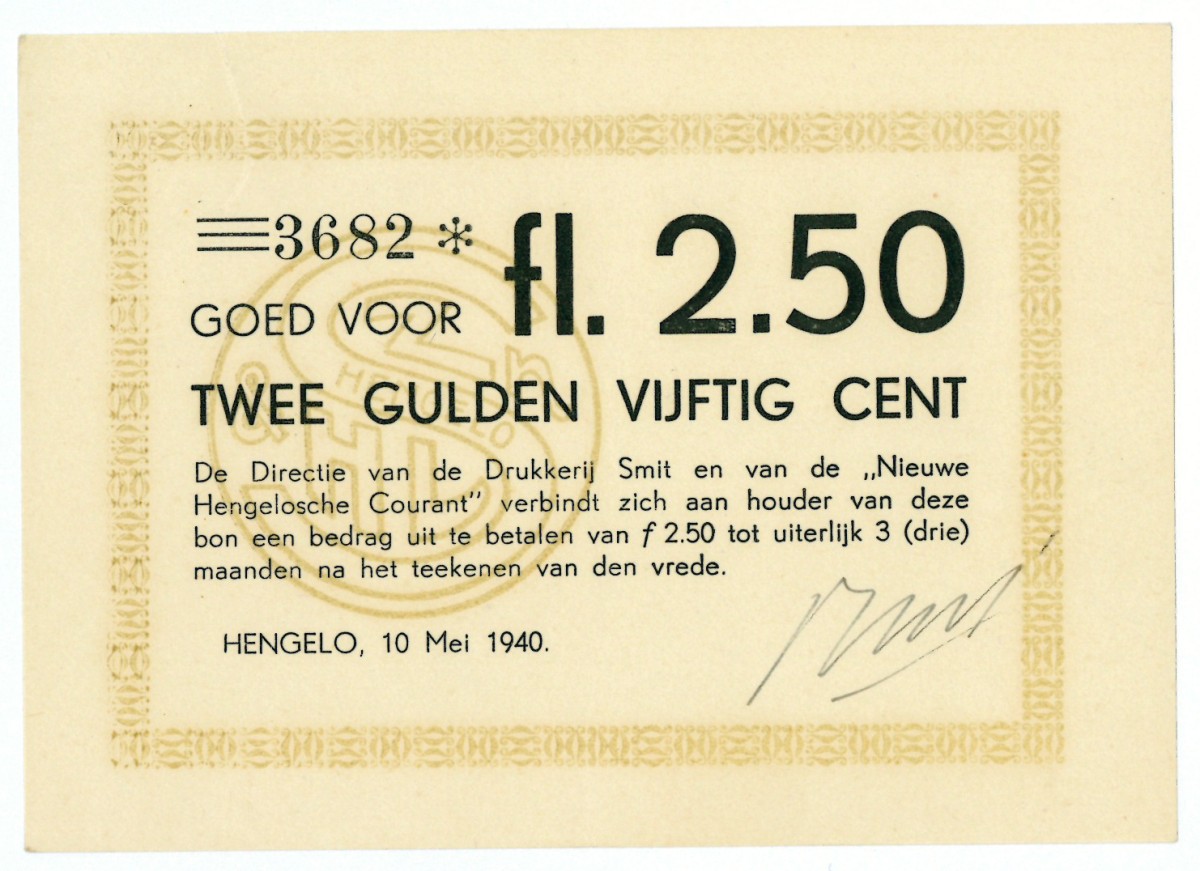 3682 * fl. 2.50
GOED VOOR
TWEE GULDEN VIJFTIG CENT
De Directie van de Drukkerij Smit en van de „Nieuwe
Hengelosche Courant” verbindt zich aan houder van deze
bon een bedrag uit te betalen van ƒ 2.50 tot uiterlijk 3 (drie)
maanden na het teekenen van den vrede.
HENGELO, 10 Mei 1940.
HENGELO